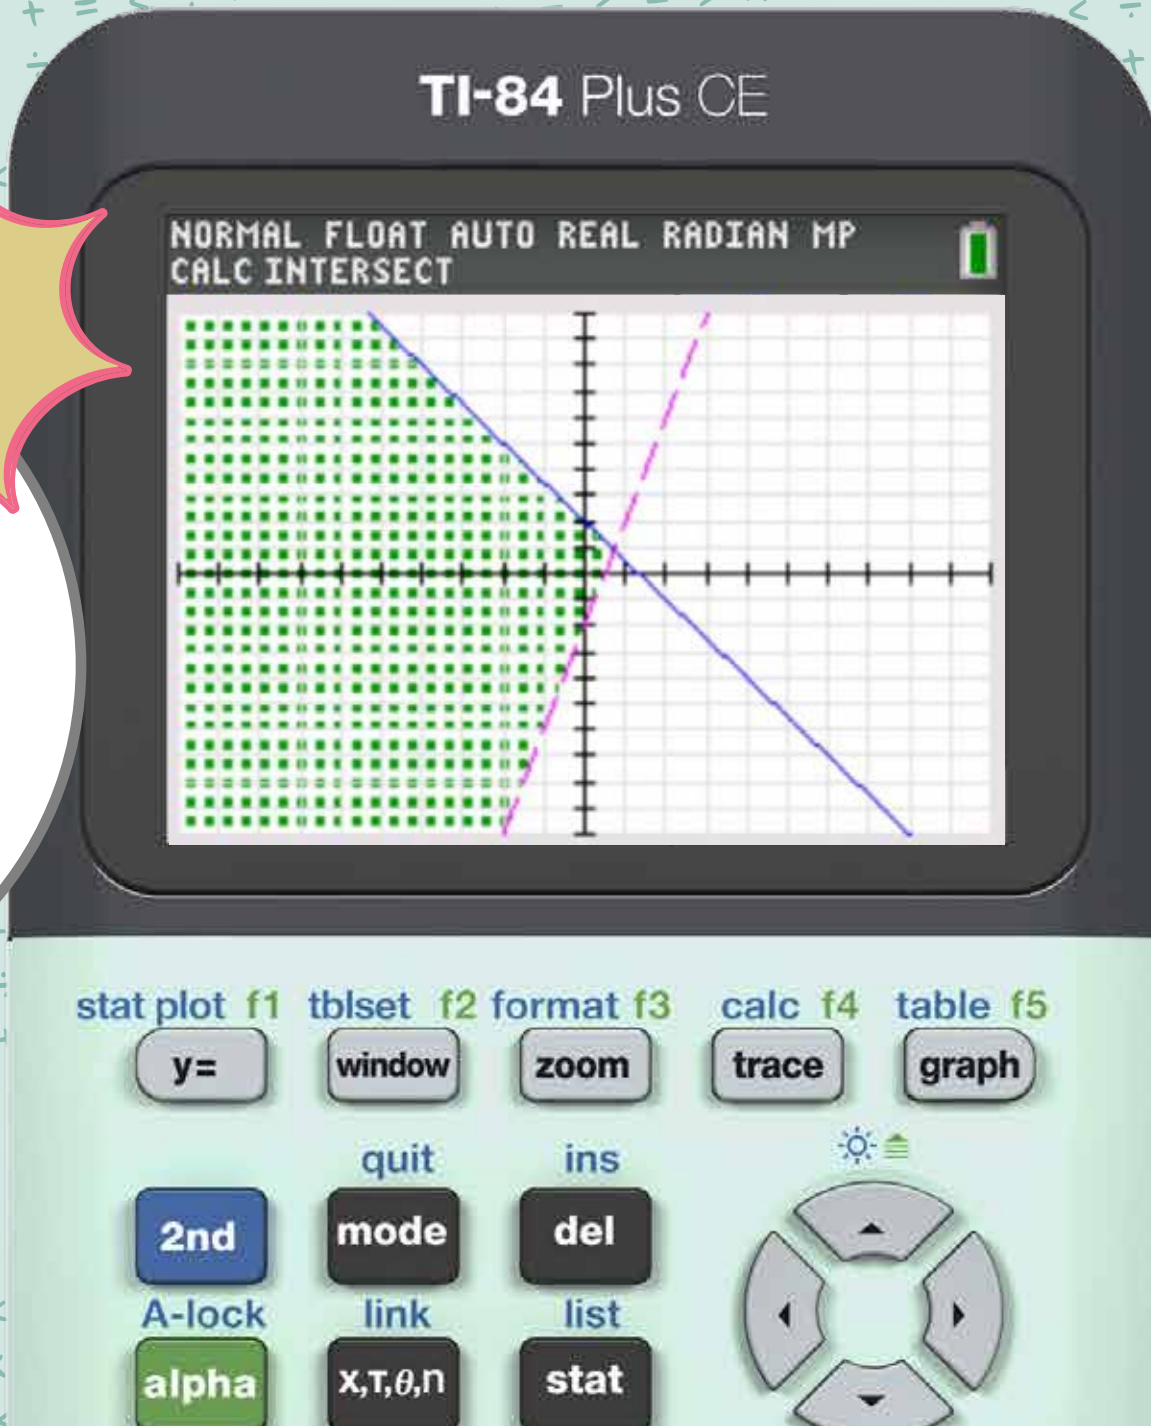 TI-84 Plus CE
NORMAL FLOAT AUTO REAL RADIAN MP
CALC INTERSECT
stat plot f1 tblset f2 format f3 calc f4 table f5
y= window zoom trace graph
quit ins
2nd mode del
A-lock link list
alpha X,T,θ,n stat